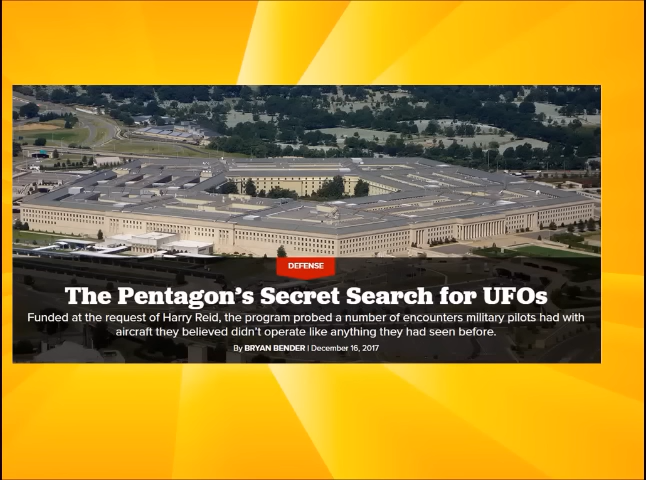 DEFENSE
The Pentagon's Secret Search for UFOs
Funded at the request of Harry Reid, the program probed a number of encounters military pilots had with
aircraft they believed didn't operate like anything they had seen before.
By BRYAN BENDER | December 16, 2017